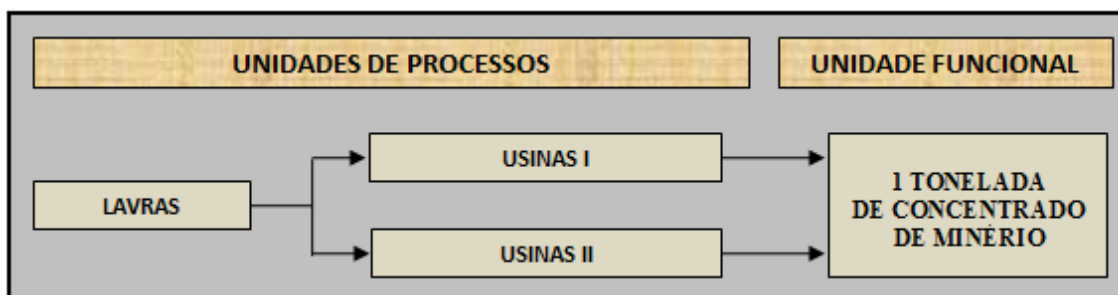 UNIDADES DE PROCESSOS
UNIDADE FUNCIONAL
USINAS I
LAVRAS
USINAS II
1 TONELADA
DE CONCENTRADO
DE MINÉRIO